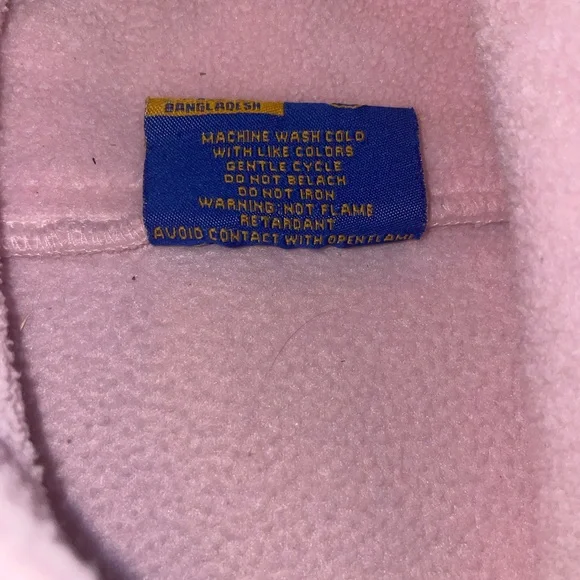 BANGLADESH
MACHINE WASH COLD
WITH LIKE COLORS
GENTLE CYCLE
DO NOT BELACH
DO NOT IRON
WARNING: NOT FLAME
RETARDANT
AVOID CONTACT WITH OPEN FLAME